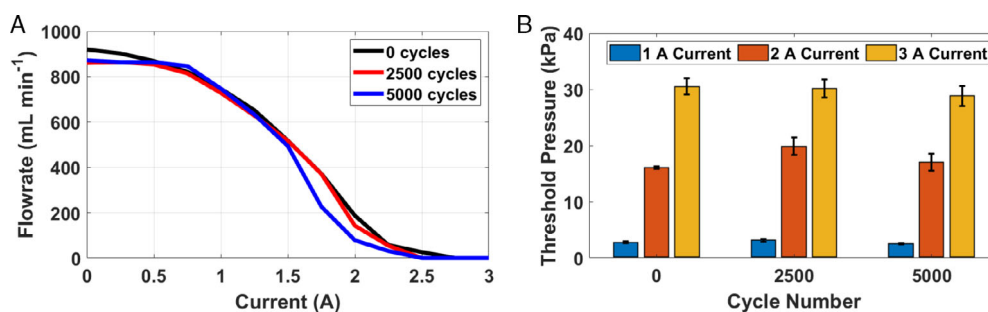 A
1000
800
600
400
200
0
Flowrate (mL min⁻¹)
0 cycles
2500 cycles
5000 cycles
0 0.5 1 1.5 2 2.5 3
Current (A)
B
40
30
20
10
0
Threshold Pressure (kPa)
1 A Current 2 A Current 3 A Current
0 2500 5000
Cycle Number